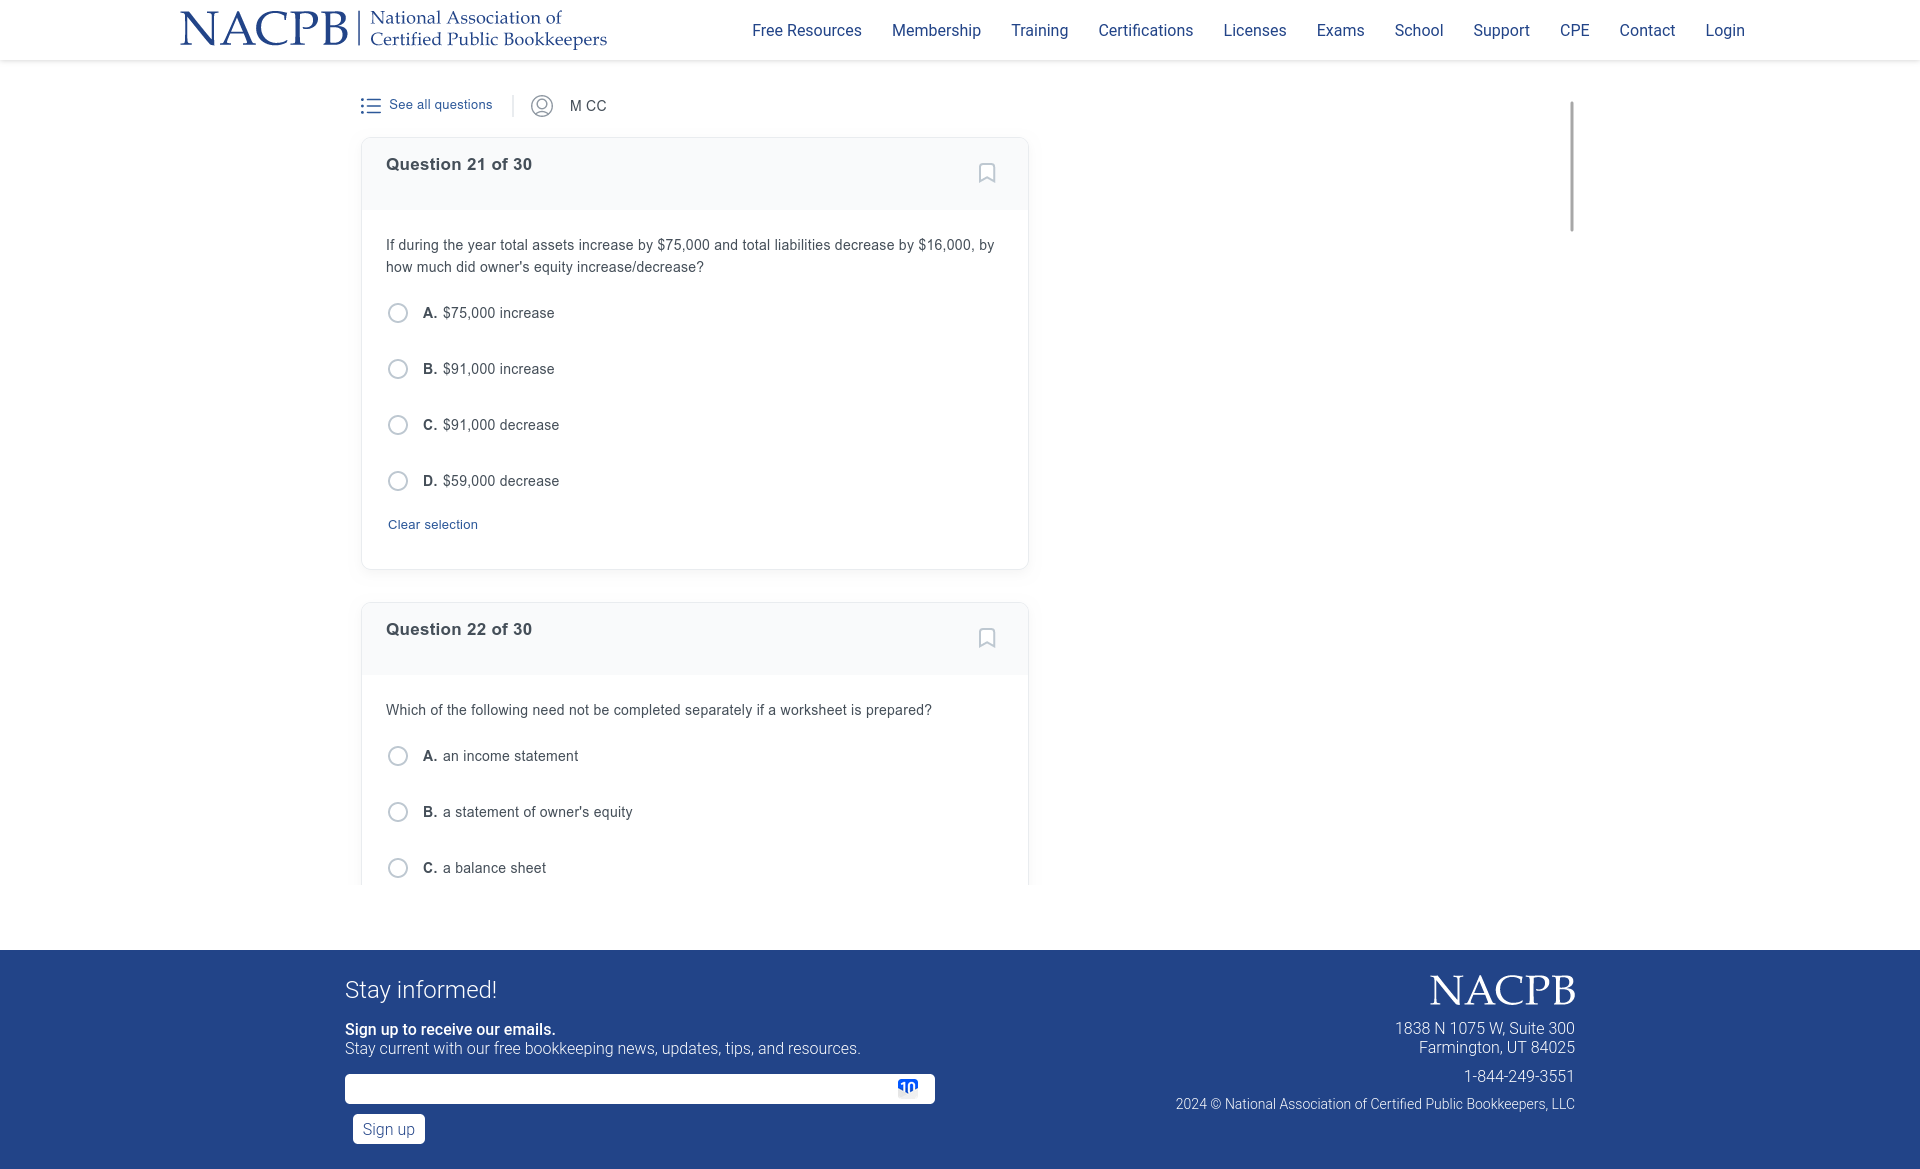 NACPB
National Association of
Certified Public Bookkeepers
Free Resources Membership Training Certifications Licenses Exams School Support CPE Contact Login
See all questions
M CC
Question 21 of 30
If during the year total assets increase by $75,000 and total liabilities decrease by $16,000, by
how much did owner's equity increase/decrease?
A. $75,000 increase
B. $91,000 increase
C. $91,000 decrease
D. $59,000 decrease
Clear selection
Question 22 of 30
Which of the following need not be completed separately if a worksheet is prepared?
A. an income statement
B. a statement of owner's equity
C. a balance sheet
Stay informed!
Sign up to receive our emails.
Stay current with our free bookkeeping news, updates, tips, and resources.
10
Sign up
NACPB
1838 N 1075 W, Suite 300
Farmington, UT 84025
1-844-249-3551
2024 © National Association of Certified Public Bookkeepers, LLC